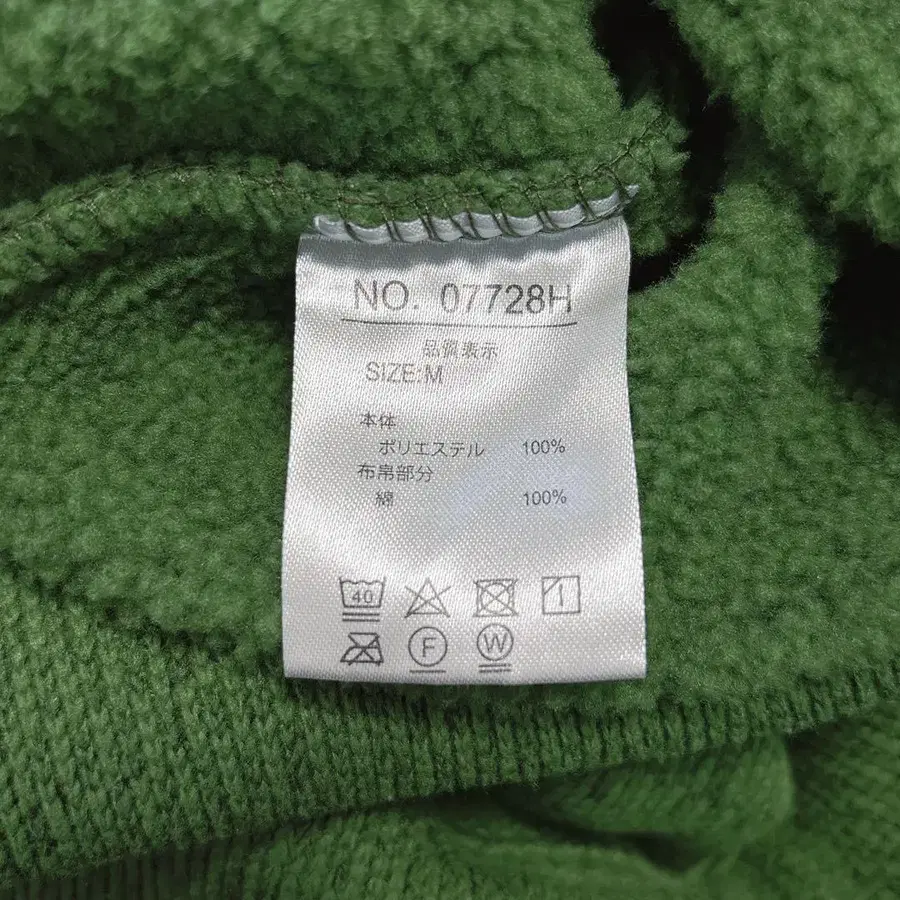 NO. 07728H
品質表示
SIZE:M
本体
ポリエステル 100%
布帛部分
綿 100%
40
F W